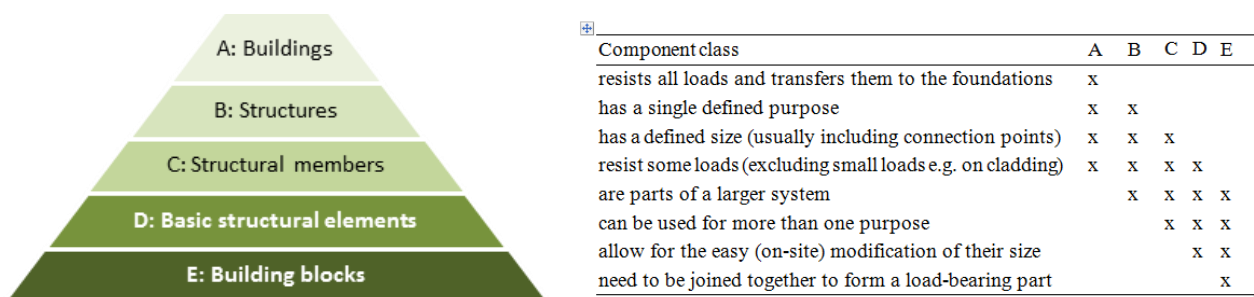 A: Buildings
B: Structures
C: Structural members
D: Basic structural elements
E: Building blocks
Component class A B C D E
resists all loads and transfers them to the foundations x
has a single defined purpose x x
has a defined size (usually including connection points) x x x
resist some loads (excluding small loads e.g. on cladding) x x x x
are parts of a larger system x x x x
can be used for more than one purpose x x x
allow for the easy (on-site) modification of their size x x
need to be joined together to form a load-bearing part x